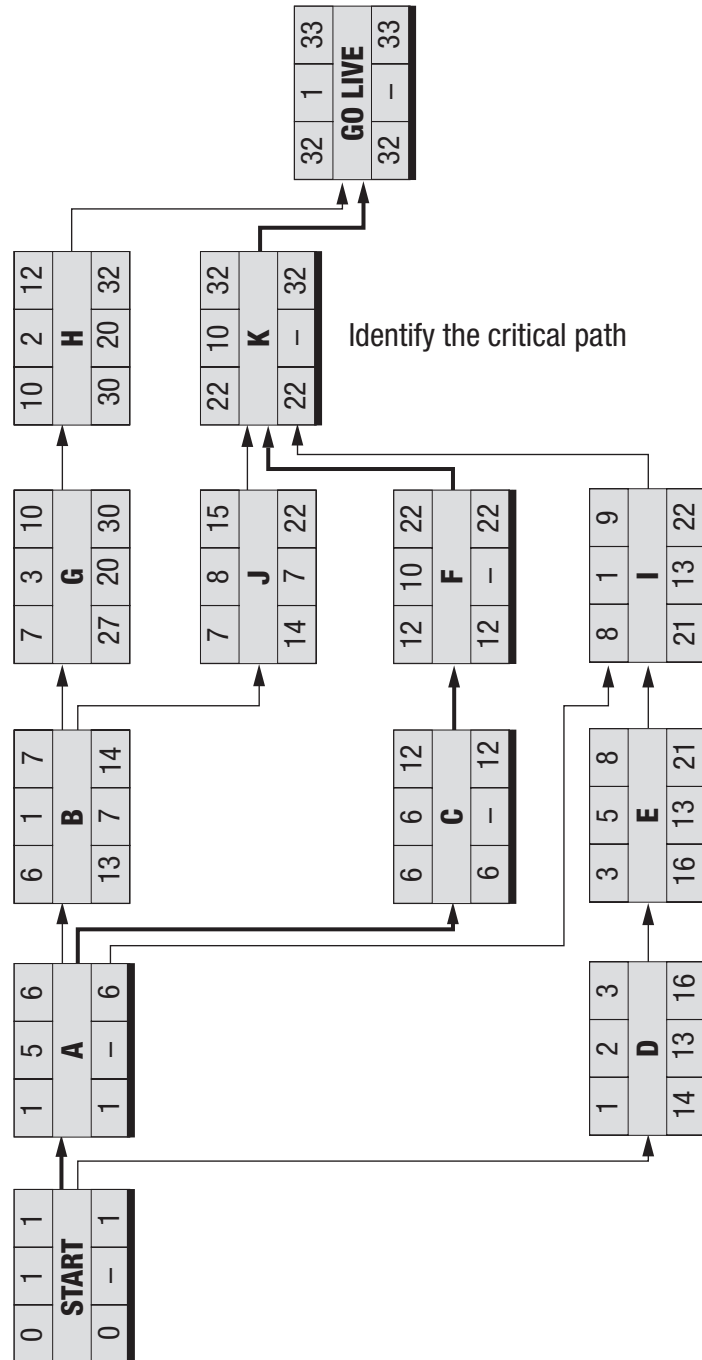 0 1 1
START
0 – 1
1 5 6
A
1 – 6
6 1 7
B
13 7 14
7 3 10
G
27 20 30
10 2 12
H
30 20 32
7 8 15
J
14 7 22
22 10 32
K
22 – 32
32 1 33
GO LIVE
32 – 33
Identify the critical path
6 6 12
C
6 – 12
12 10 22
F
12 – 22
1 2 3
D
14 13 16
3 5 8
E
16 13 21
8 1 9
I
21 13 22